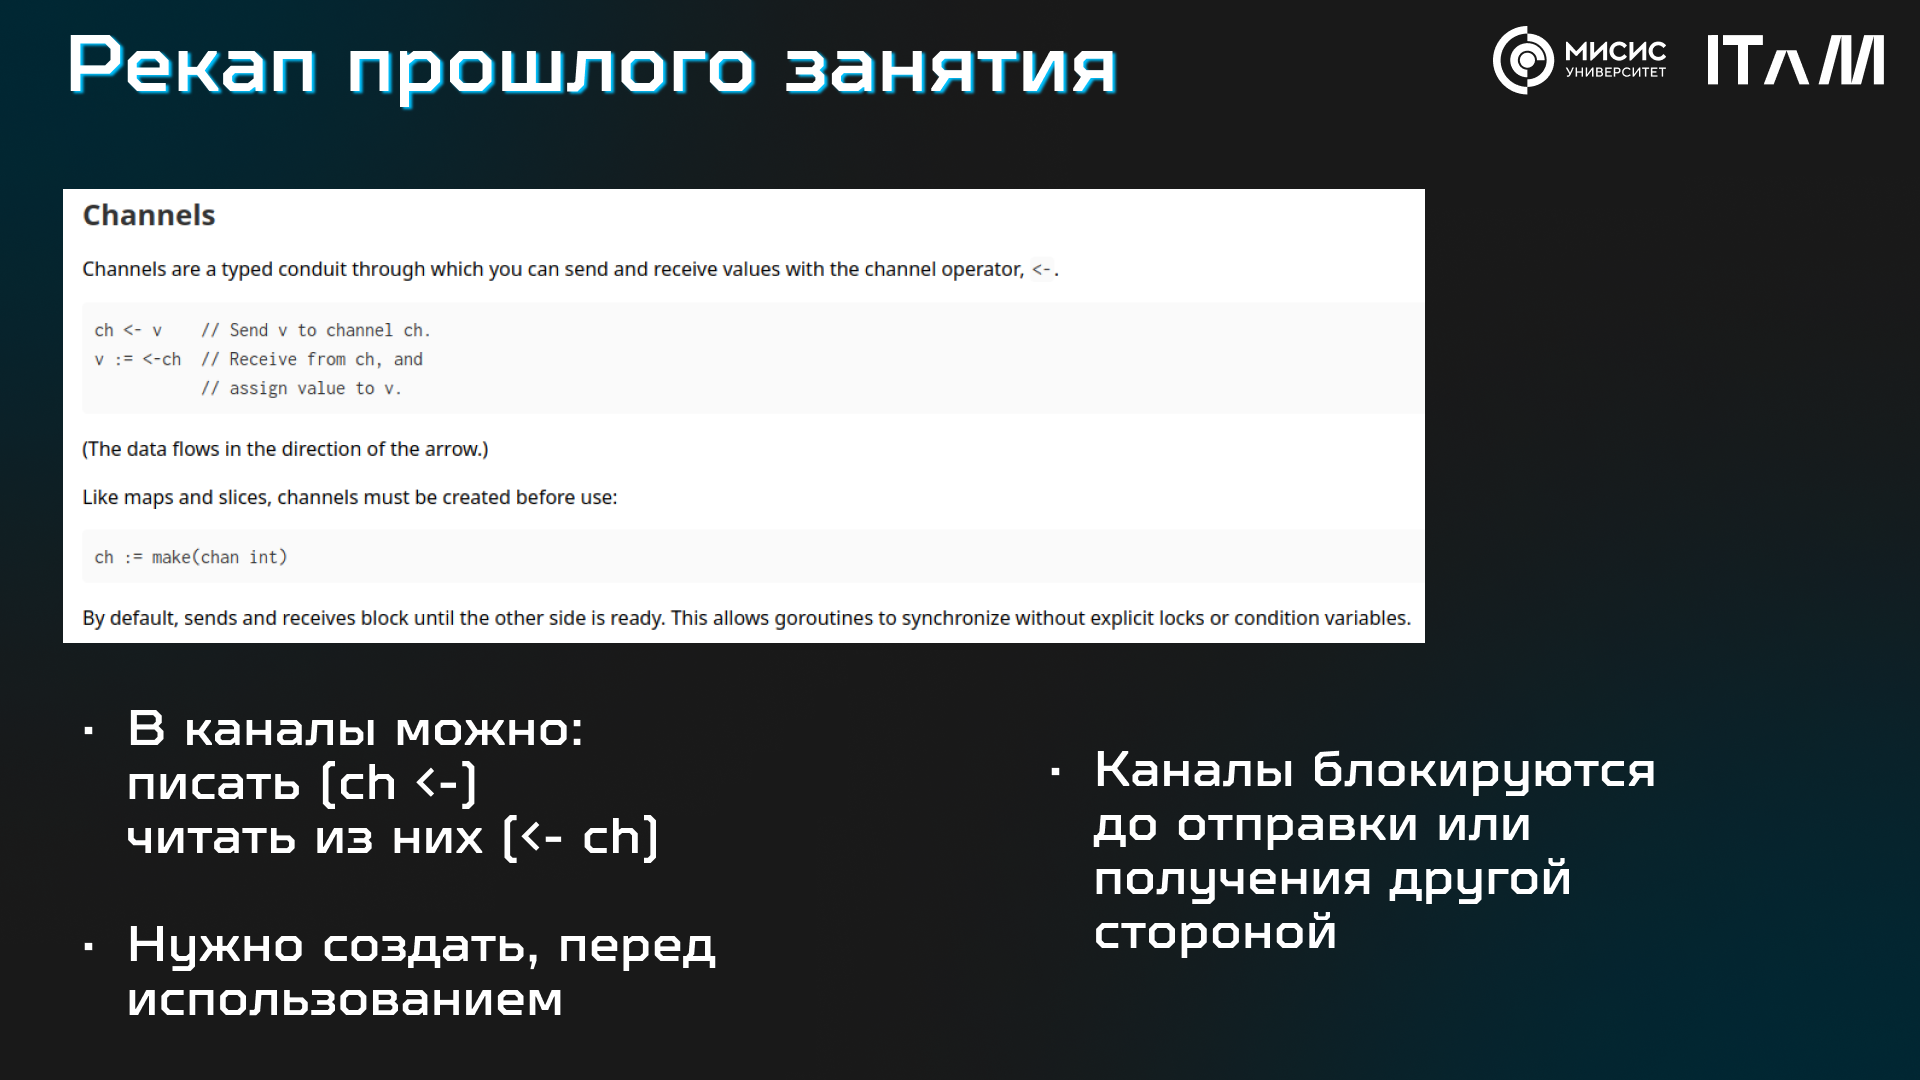 Рекап прошлого занятия
МИСИС
УНИВЕРСИТЕТ
ITAM
Channels
Channels are a typed conduit through which you can send and receive values with the channel operator, <-.
ch <- v    // Send v to channel ch.
v := <-ch  // Receive from ch, and
           // assign value to v.
(The data flows in the direction of the arrow.)
Like maps and slices, channels must be created before use:
ch := make(chan int)
By default, sends and receives block until the other side is ready. This allows goroutines to synchronize without explicit locks or condition variables.
· В каналы можно:
писать (ch <-)
читать из них (<- ch)
· Нужно создать, перед
использованием
· Каналы блокируются
до отправки или
получения другой
стороной